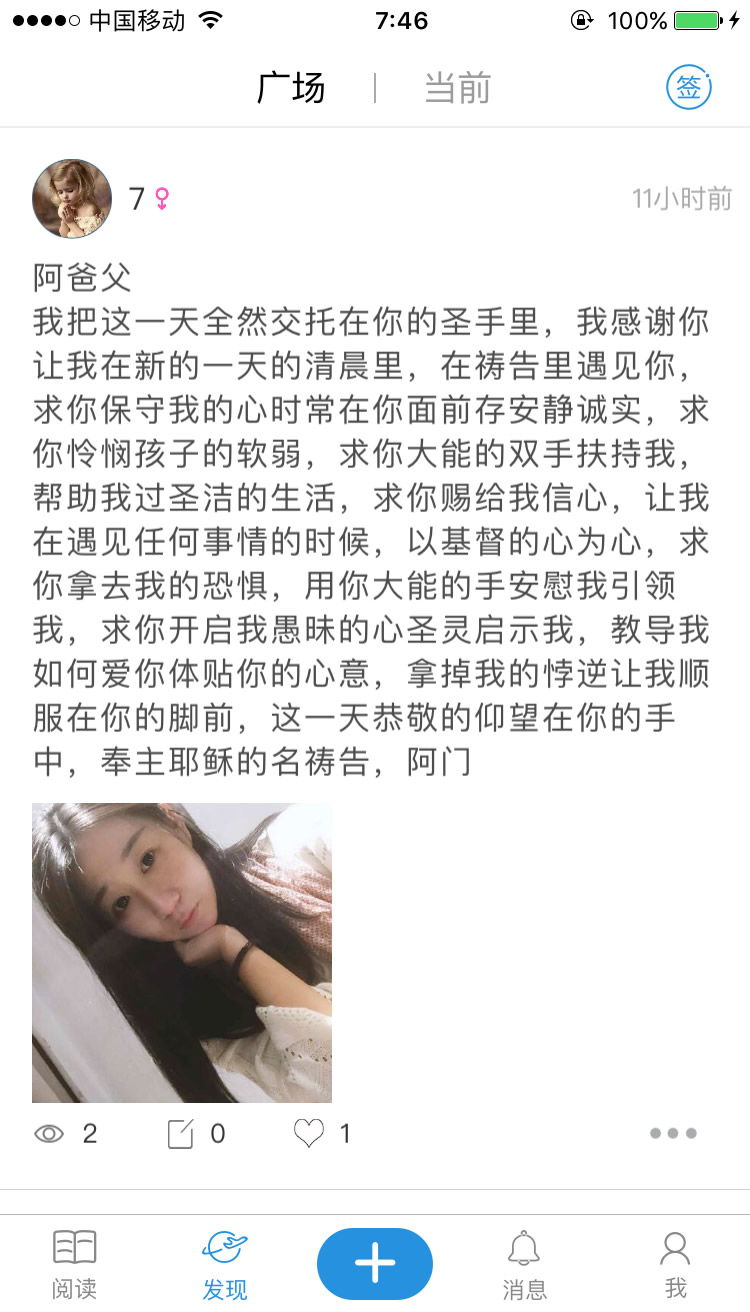 中国移动 7:46 100%
广场 | 当前 签
7 11小时前
阿爸父
我把这一天全然交托在你的圣手里，我感谢你
让我在新的一天的清晨里，在祷告里遇见你，
求你保守我的心时常在你面前存安静诚实，求
你怜悯孩子的软弱，求你大能的双手扶持我，
帮助我过圣洁的生活，求你赐给我信心，让我
在遇见任何事情的时候，以基督的心为心，求
你拿去我的恐惧，用你大能的手安慰我引领
我，求你开启我愚昧的心圣灵启示我，教导我
如何爱你体贴你的心意，拿掉我的悖逆让我顺
服在你的脚前，这一天恭敬的仰望在你的手
中，奉主耶稣的名祷告，阿门
2 0 1
阅读 发现 消息 我